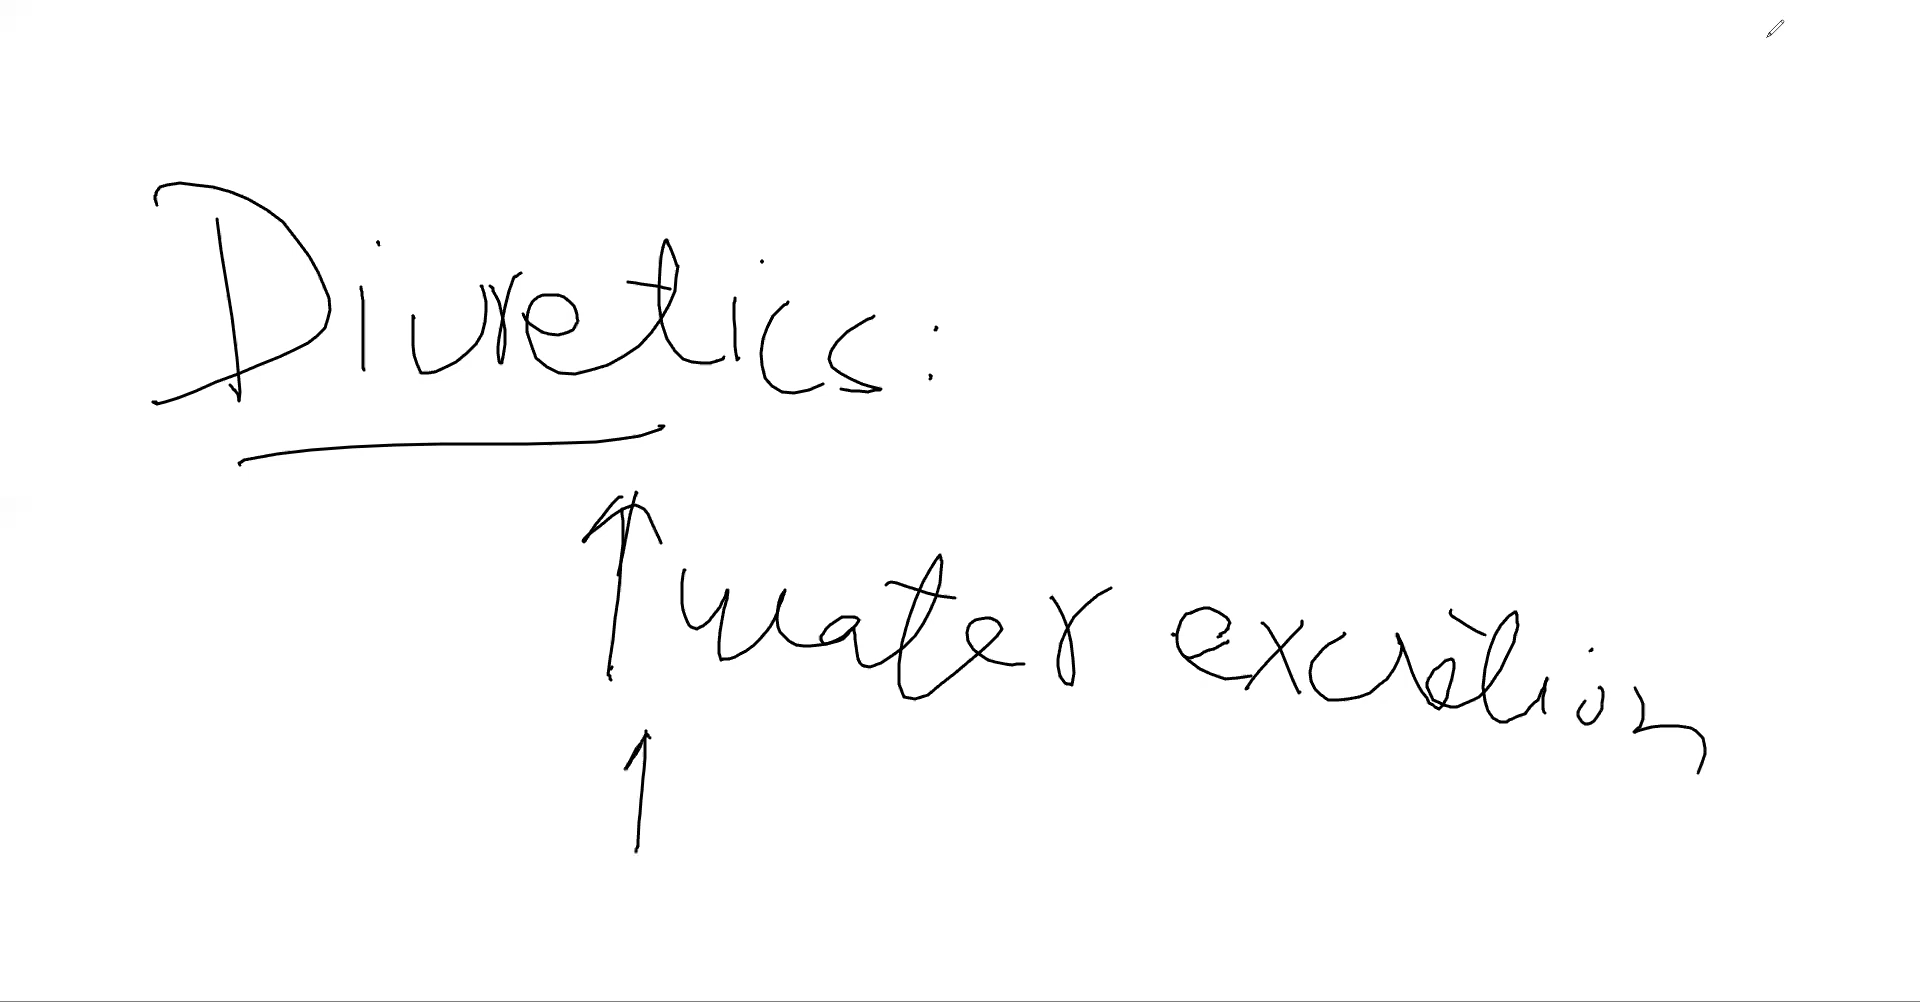 Diuretics:
↑ water excretion
↑